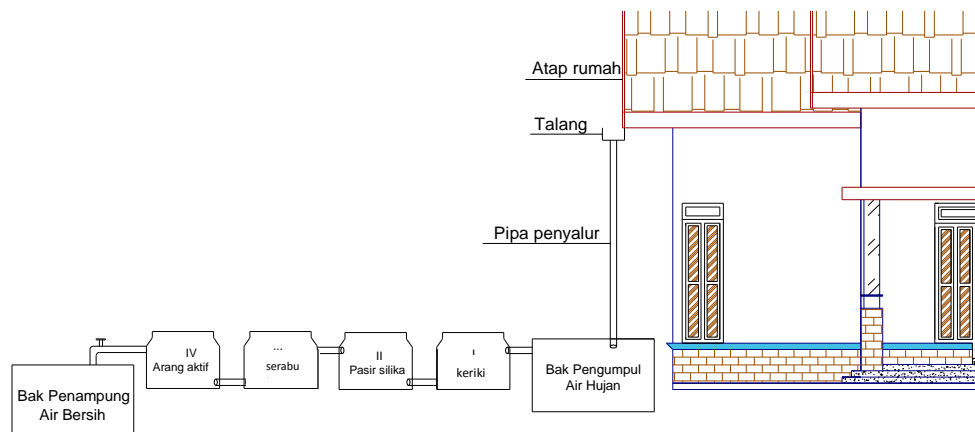 Atap rumah
Talang
Pipa penyalur
IV
Arang aktif
...
serabu
II
Pasir silika
I
keriki
Bak Pengumpul
Air Hujan
Bak Penampung
Air Bersih